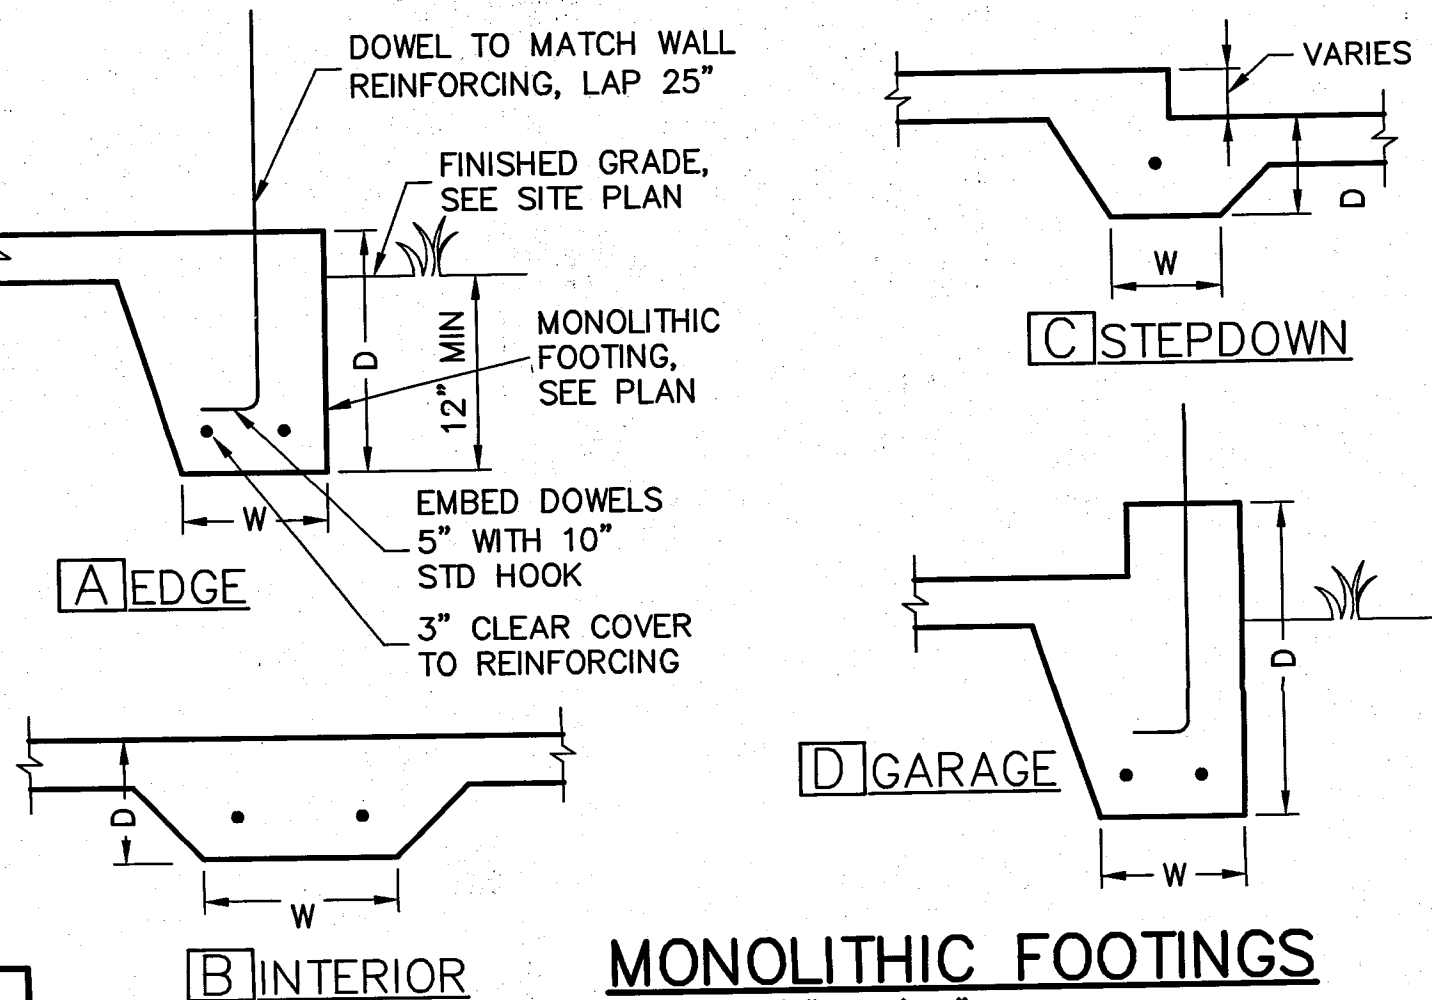 DOWEL TO MATCH WALL
REINFORCING, LAP 25"
FINISHED GRADE,
SEE SITE PLAN
D
12" MIN
MONOLITHIC
FOOTING,
SEE PLAN
W
EMBED DOWELS
5" WITH 10"
STD HOOK
3" CLEAR COVER
TO REINFORCING
A EDGE
VARIES
D
W
C STEPDOWN
D
W
B INTERIOR
D
W
D GARAGE
MONOLITHIC FOOTINGS